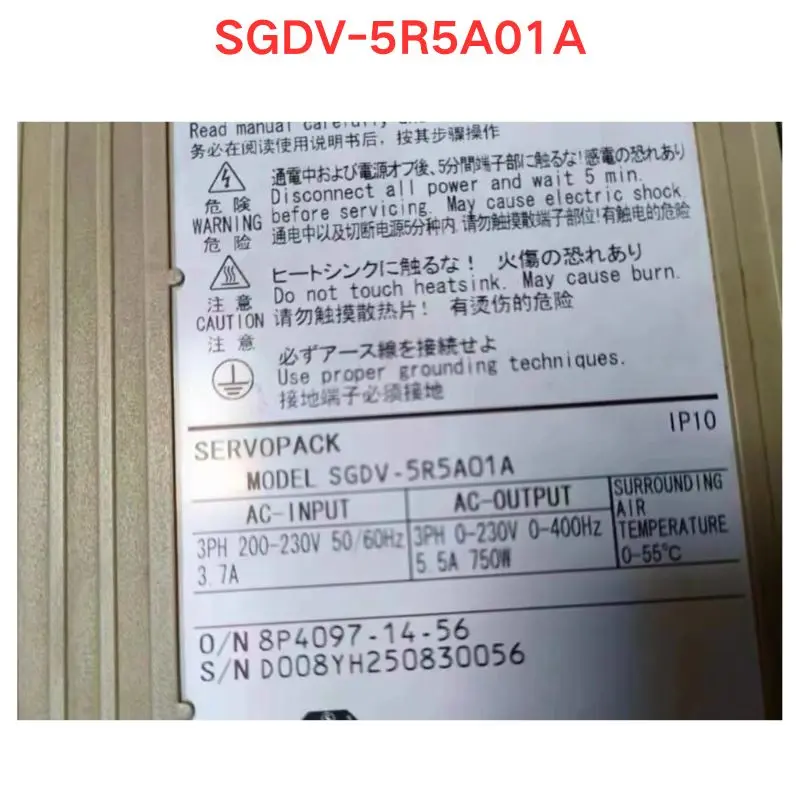 SGDV-5R5A01A
Read manual carefully and
务必在阅读使用说明书后，按其步骤操作
通電中および電源オフ後、5分間端子部に触るな！感電の恐れあり
危険
WARNING
危险
Disconnect all power and wait 5 min.
before servicing. May cause electric shock.
通电中以及切断电源5分种内，请勿触摸散端子部位！有触电的危险
ヒートシンクに触るな！ 火傷の恐れあり
注意
CAUTION
注意
Do not touch heatsink. May cause burn.
请勿触摸散热片！ 有烫伤的危险
必ずアース線を接続せよ
Use proper grounding techniques.
接地端子必须接地
IP10
SERVOPACK
MODEL SGDV-5R5A01A
AC-INPUT
3PH 200-230V 50/60Hz
3.7A
AC-OUTPUT
3PH 0-230V 0-400Hz
5.5A 750W
SURROUNDING
AIR
TEMPERATURE
0-55℃
O/N 8P4097-14-56
S/N D008YH250830056